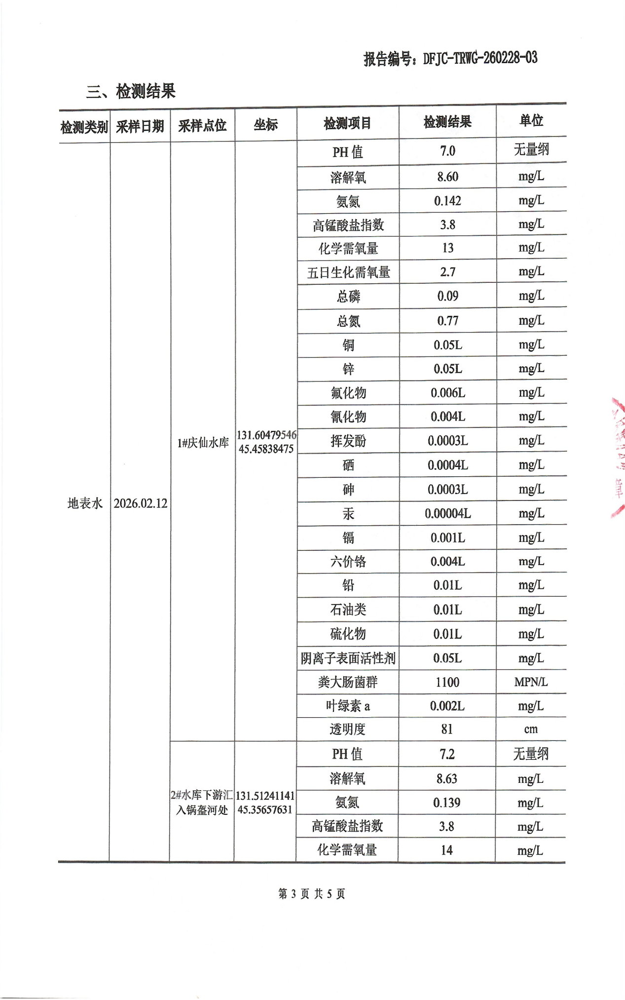 报告编号：DFJC-TRWG-260228-03
三、检测结果
检测类别 采样日期 采样点位 坐标 检测项目 检测结果 单位
PH 值 7.0 无量纲
溶解氧 8.60 mg/L
氨氮 0.142 mg/L
高锰酸盐指数 3.8 mg/L
化学需氧量 13 mg/L
五日生化需氧量 2.7 mg/L
总磷 0.09 mg/L
总氮 0.77 mg/L
铜 0.05L mg/L
锌 0.05L mg/L
氟化物 0.006L mg/L
氰化物 0.004L mg/L
1#庆仙水库
131.60479546
45.45838475
挥发酚 0.0003L mg/L
硒 0.0004L mg/L
砷 0.0003L mg/L
地表水 2026.02.12
汞 0.00004L mg/L
镉 0.001L mg/L
六价铬 0.004L mg/L
铅 0.01L mg/L
石油类 0.01L mg/L
硫化物 0.01L mg/L
阴离子表面活性剂 0.05L mg/L
粪大肠菌群 1100 MPN/L
叶绿素 a 0.002L mg/L
透明度 81 cm
PH 值 7.2 无量纲
溶解氧 8.63 mg/L
2#水库下游汇
入锅盔河处
131.51241141
45.35657631
氨氮 0.139 mg/L
高锰酸盐指数 3.8 mg/L
化学需氧量 14 mg/L
第 3 页 共 5 页
章